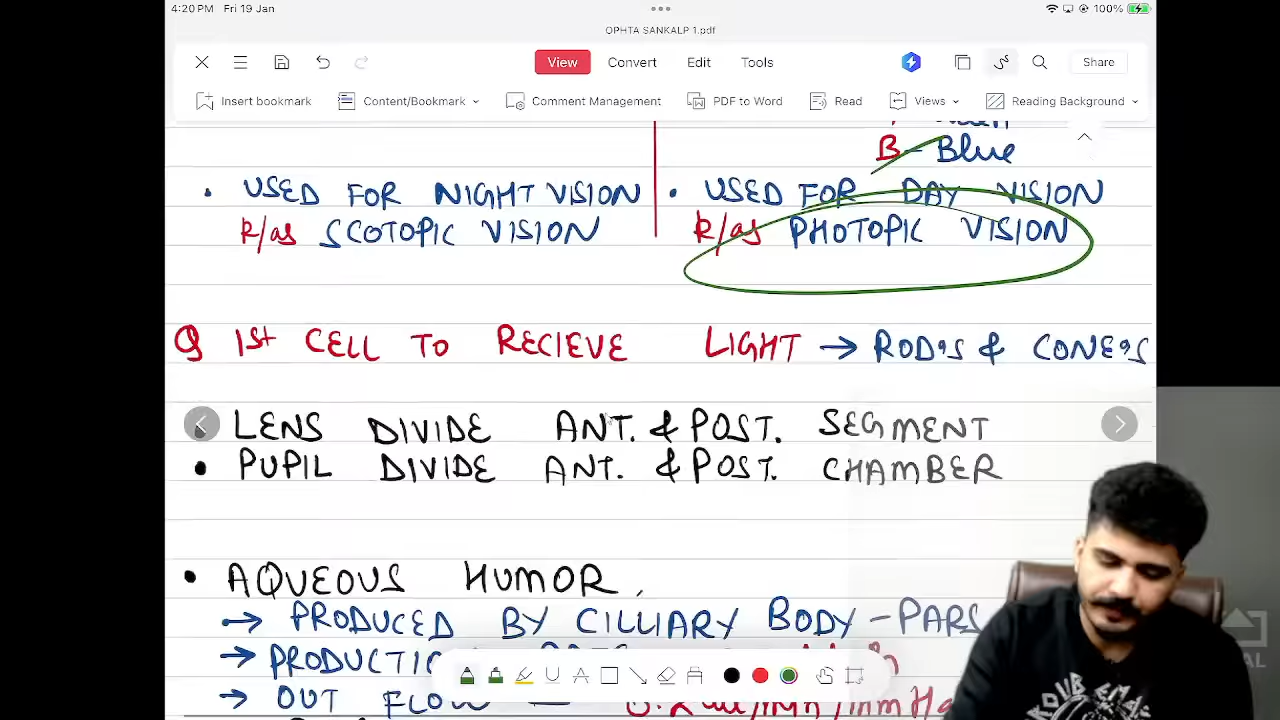 4:20 PM Fri 19 Jan
100%
OPHTA SANKALP 1.pdf
View Convert Edit Tools Share
Insert bookmark Content/Bookmark Comment Management PDF to Word Read Views Reading Background
B - Blue
• USED FOR NIGHT VISION
R/as SCOTOPIC VISION
• USED FOR DAY VISION
R/as PHOTOPIC VISION
Q 1st CELL TO RECIEVE LIGHT → ROD's & CONE's
• LENS DIVIDE ANT. & POST. SEGMENT
• PUPIL DIVIDE ANT. & POST. CHAMBER
• AQUEOUS HUMOR
→ PRODUCED BY CILLIARY BODY - PARS
→
→ OUT FLOW -